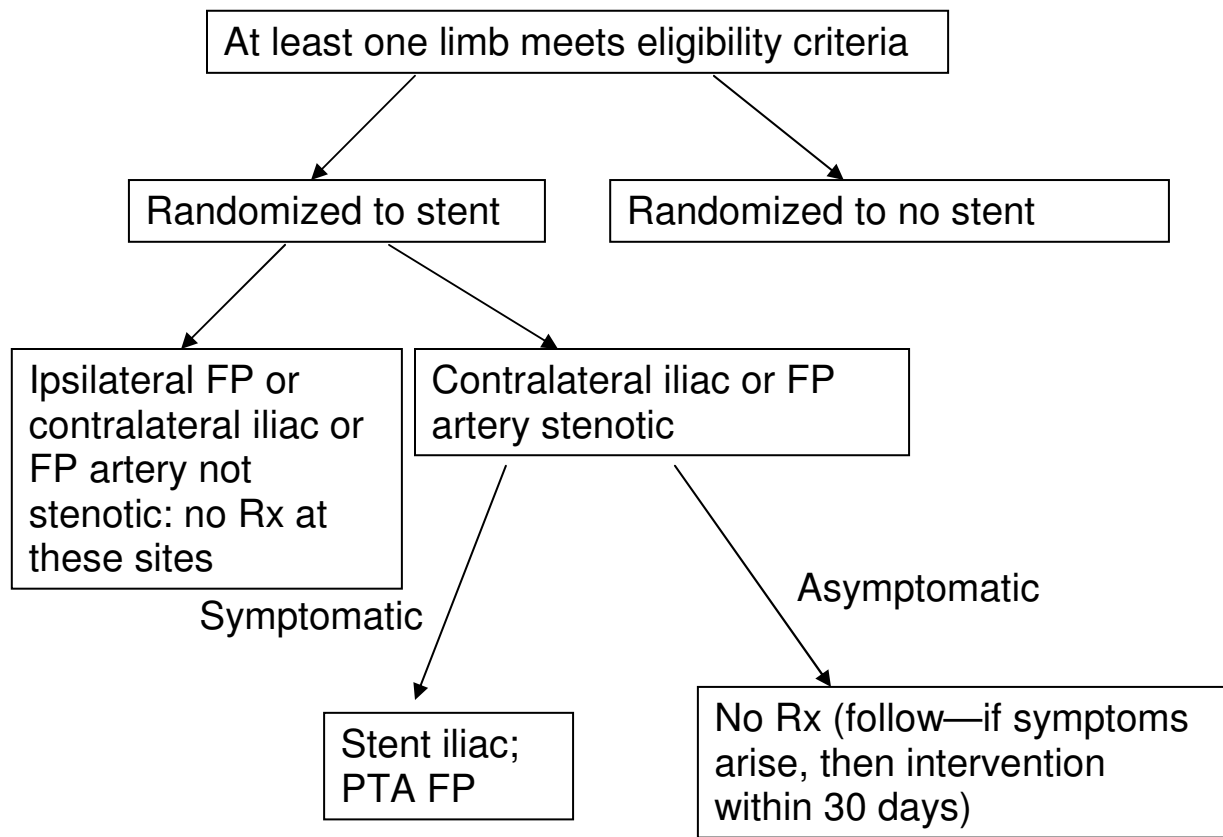 At least one limb meets eligibility criteria
Randomized to stent
Randomized to no stent
Ipsilateral FP or
contralateral iliac or
FP artery not
stenotic: no Rx at
these sites
Contralateral iliac or FP
artery stenotic
Symptomatic
Asymptomatic
Stent iliac;
PTA FP
No Rx (follow—if symptoms
arise, then intervention
within 30 days)